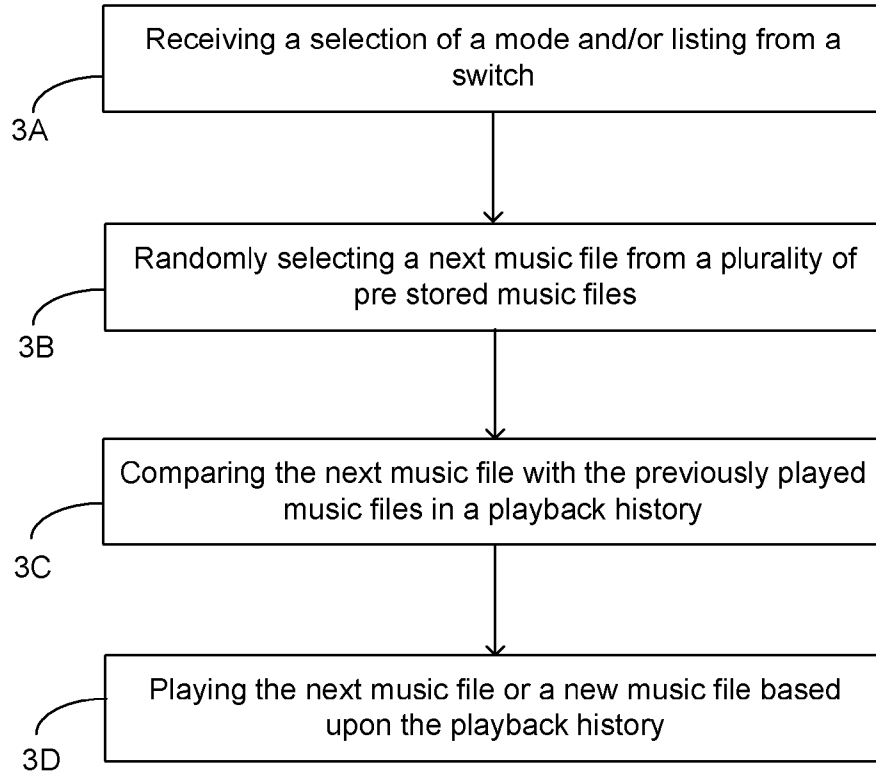 Receiving a selection of a mode and/or listing from a
switch
3A
Randomly selecting a next music file from a plurality of
pre stored music files
3B
Comparing the next music file with the previously played
music files in a playback history
3C
Playing the next music file or a new music file based
upon the playback history
3D